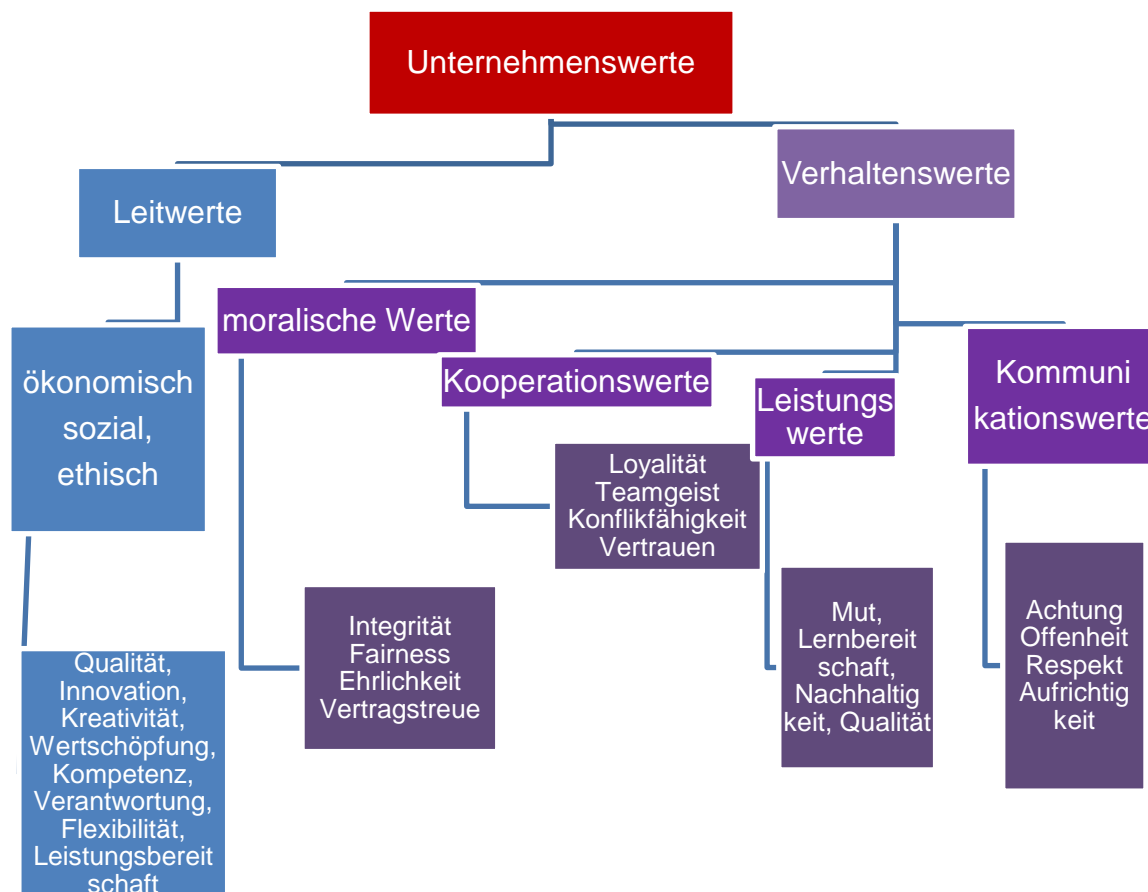 Unternehmenswerte
Verhaltenswerte
Leitwerte
moralische Werte
Kooperationswerte
Leistungs
werte
Kommuni
kationswerte
ökonomisch
sozial,
ethisch
Loyalität
Teamgeist
Konflikfähigkeit
Vertrauen
Integrität
Fairness
Ehrlichkeit
Vertragstreue
Mut,
Lernbereit
schaft,
Nachhaltig
keit, Qualität
Achtung
Offenheit
Respekt
Aufrichtig
keit
Qualität,
Innovation,
Kreativität,
Wertschöpfung,
Kompetenz,
Verantwortung,
Flexibilität,
Leistungsbereit
schaft